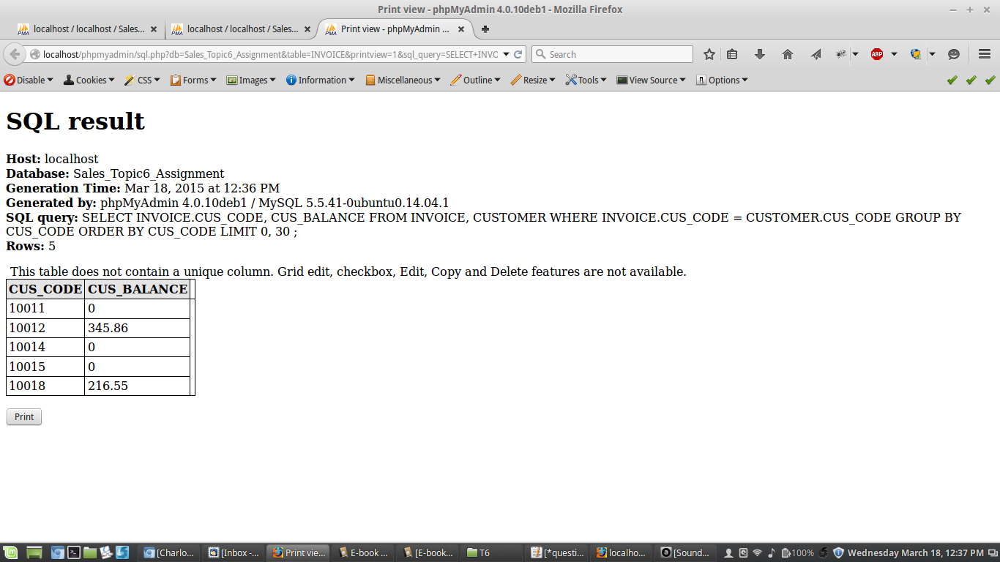 Print view - phpMyAdmin 4.0.10deb1 - Mozilla Firefox
localhost / localhost / Sales...
localhost / localhost / Sales...
Print view - phpMyAdmin ...
localhost/phpmyadmin/sql.php?db=Sales_Topic6_Assignment&table=INVOICE&printview=1&sql_query=SELECT+INVO
Search
ABP
Disable Cookies CSS Forms Images Information Miscellaneous Outline Resize Tools View Source Options
SQL result
Host: localhost
Database: Sales_Topic6_Assignment
Generation Time: Mar 18, 2015 at 12:36 PM
Generated by: phpMyAdmin 4.0.10deb1 / MySQL 5.5.41-0ubuntu0.14.04.1
SQL query: SELECT INVOICE.CUS_CODE, CUS_BALANCE FROM INVOICE, CUSTOMER WHERE INVOICE.CUS_CODE = CUSTOMER.CUS_CODE GROUP BY
CUS_CODE ORDER BY CUS_CODE LIMIT 0, 30 ;
Rows: 5
This table does not contain a unique column. Grid edit, checkbox, Edit, Copy and Delete features are not available.
CUS_CODE CUS_BALANCE
10011 0
10012 345.86
10014 0
10015 0
10018 216.55
Print
[Charlo... [Inbox -... Print vie... E-book ... [E-book... T6 [*questi... localho... [Sound... 100% Wednesday March 18, 12:37 PM